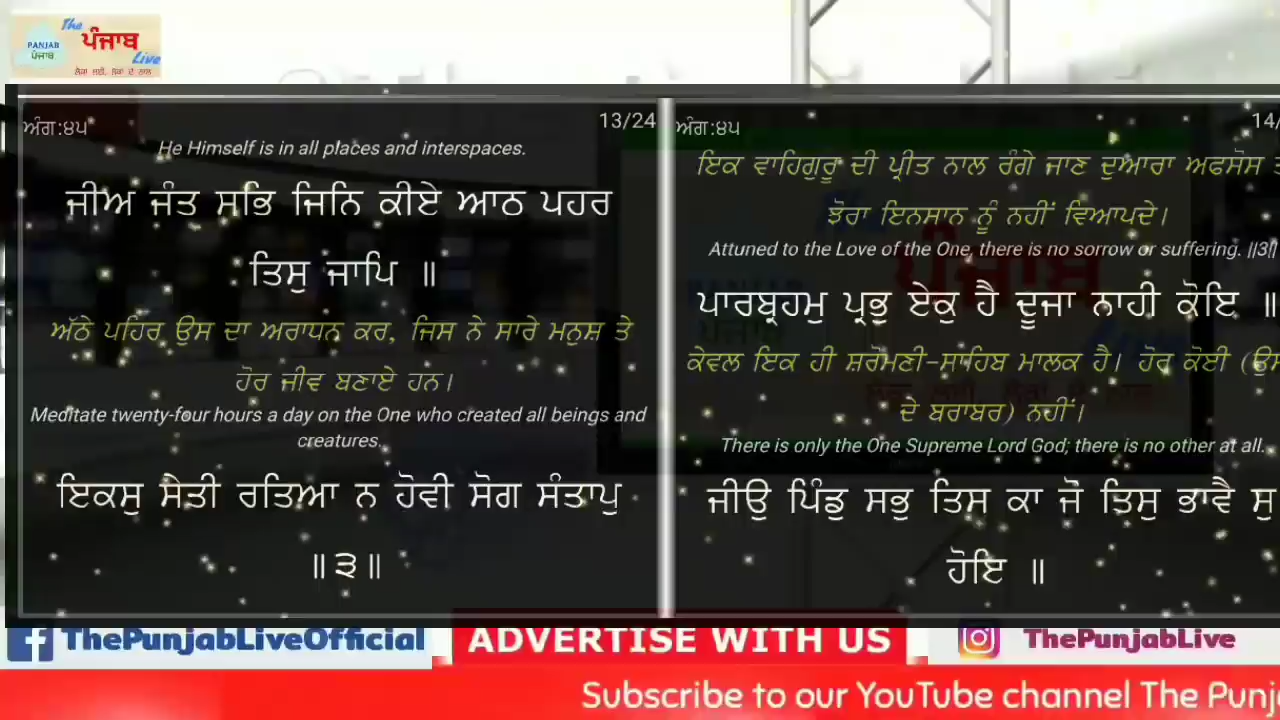 The
PANJAB
ਪੰਜਾਬ
ਪੰਜਾਬ
Live
ਅੰਗ:੪੫
13/24
He Himself is in all places and interspaces.
ਜੀਅ ਜੰਤ ਸਭਿ ਜਿਨਿ ਕੀਏ ਆਠ ਪਹਰ
ਤਿਸੁ ਜਾਪਿ ॥
ਅੱਠੇ ਪਹਿਰ ਉਸ ਦਾ ਅਰਾਧਨ ਕਰ, ਜਿਸ ਨੇ ਸਾਰੇ ਮਨੁਸ਼ ਤੇ
ਹੋਰ ਜੀਵ ਬਣਾਏ ਹਨ।
Meditate twenty-four hours a day on the One who created all beings and
creatures.
ਇਕਸੁ ਸੇਤੀ ਰਤਿਆ ਨ ਹੋਵੀ ਸੋਗ ਸੰਤਾਪੁ
॥੩॥
ਅੰਗ:੪੫
14/
ਇਕ ਵਾਹਿਗੁਰੂ ਦੀ ਪ੍ਰੀਤ ਨਾਲ ਰੰਗੇ ਜਾਣ ਦੁਆਰਾ ਅਫਸੋਸ
ਝੋਰਾ ਇਨਸਾਨ ਨੂੰ ਨਹੀਂ ਵਿਆਪਦੇ।
Attuned to the Love of the One, there is no sorrow or suffering. ||3||
ਪਾਰਬ੍ਰਹਮੁ ਪ੍ਰਭੁ ਏਕੁ ਹੈ ਦੂਜਾ ਨਾਹੀ ਕੋਇ ॥
ਕੇਵਲ ਇਕ ਹੀ ਸ਼ਰੋਮਣੀ-ਸਾਹਿਬ ਮਾਲਕ ਹੈ। ਹੋਰ ਕੋਈ
ਦੇ ਬਰਾਬਰ) ਨਹੀਂ।
There is only the One Supreme Lord God; there is no other at all.
ਜੀਉ ਪਿੰਡੁ ਸਭੁ ਤਿਸ ਕਾ ਜੋ ਤਿਸੁ ਭਾਵੈ ਸੁ
ਹੋਇ ॥
ThePunjabLiveOfficial
ADVERTISE WITH US
ThePunjabLive
Subscribe to our YouTube channel The Punj